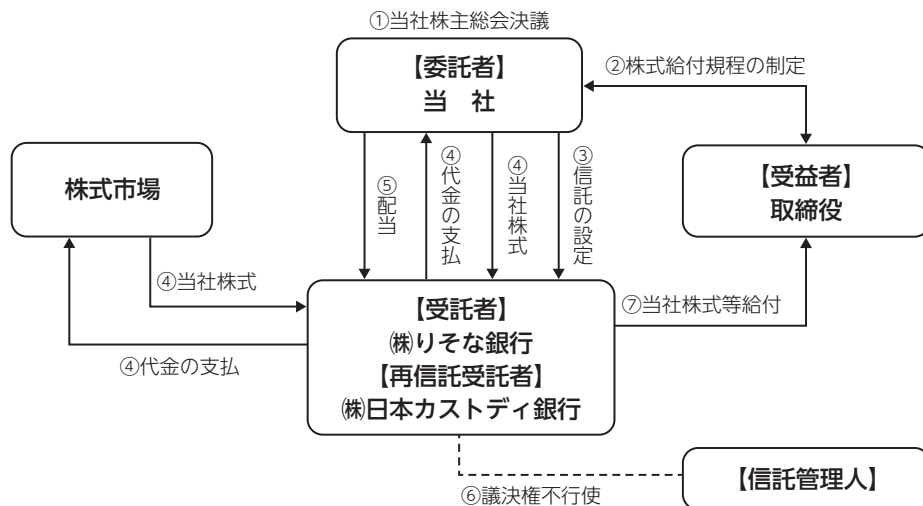 ①当社株主総会決議
【委託者】
当　社
②株式給付規程の制定
株式市場
⑤配当
④代金の支払
④当社株式
③信託の設定
【受益者】
取締役
④当社株式
④代金の支払
【受託者】
㈱りそな銀行
【再信託受託者】
㈱日本カストディ銀行
⑦当社株式等給付
⑥議決権不行使
【信託管理人】